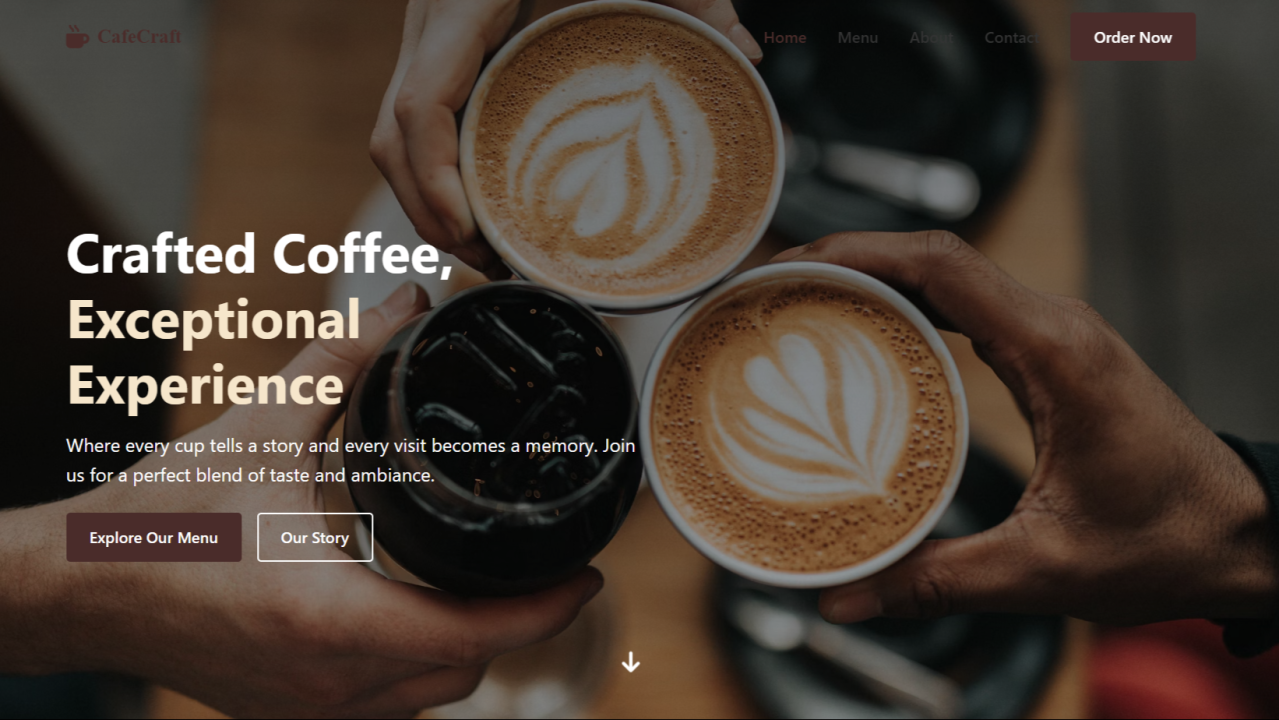 CafeCraft
Home Menu About Contact Order Now
Crafted Coffee,
Exceptional
Experience
Where every cup tells a story and every visit becomes a memory. Join
us for a perfect blend of taste and ambiance.
Explore Our Menu Our Story